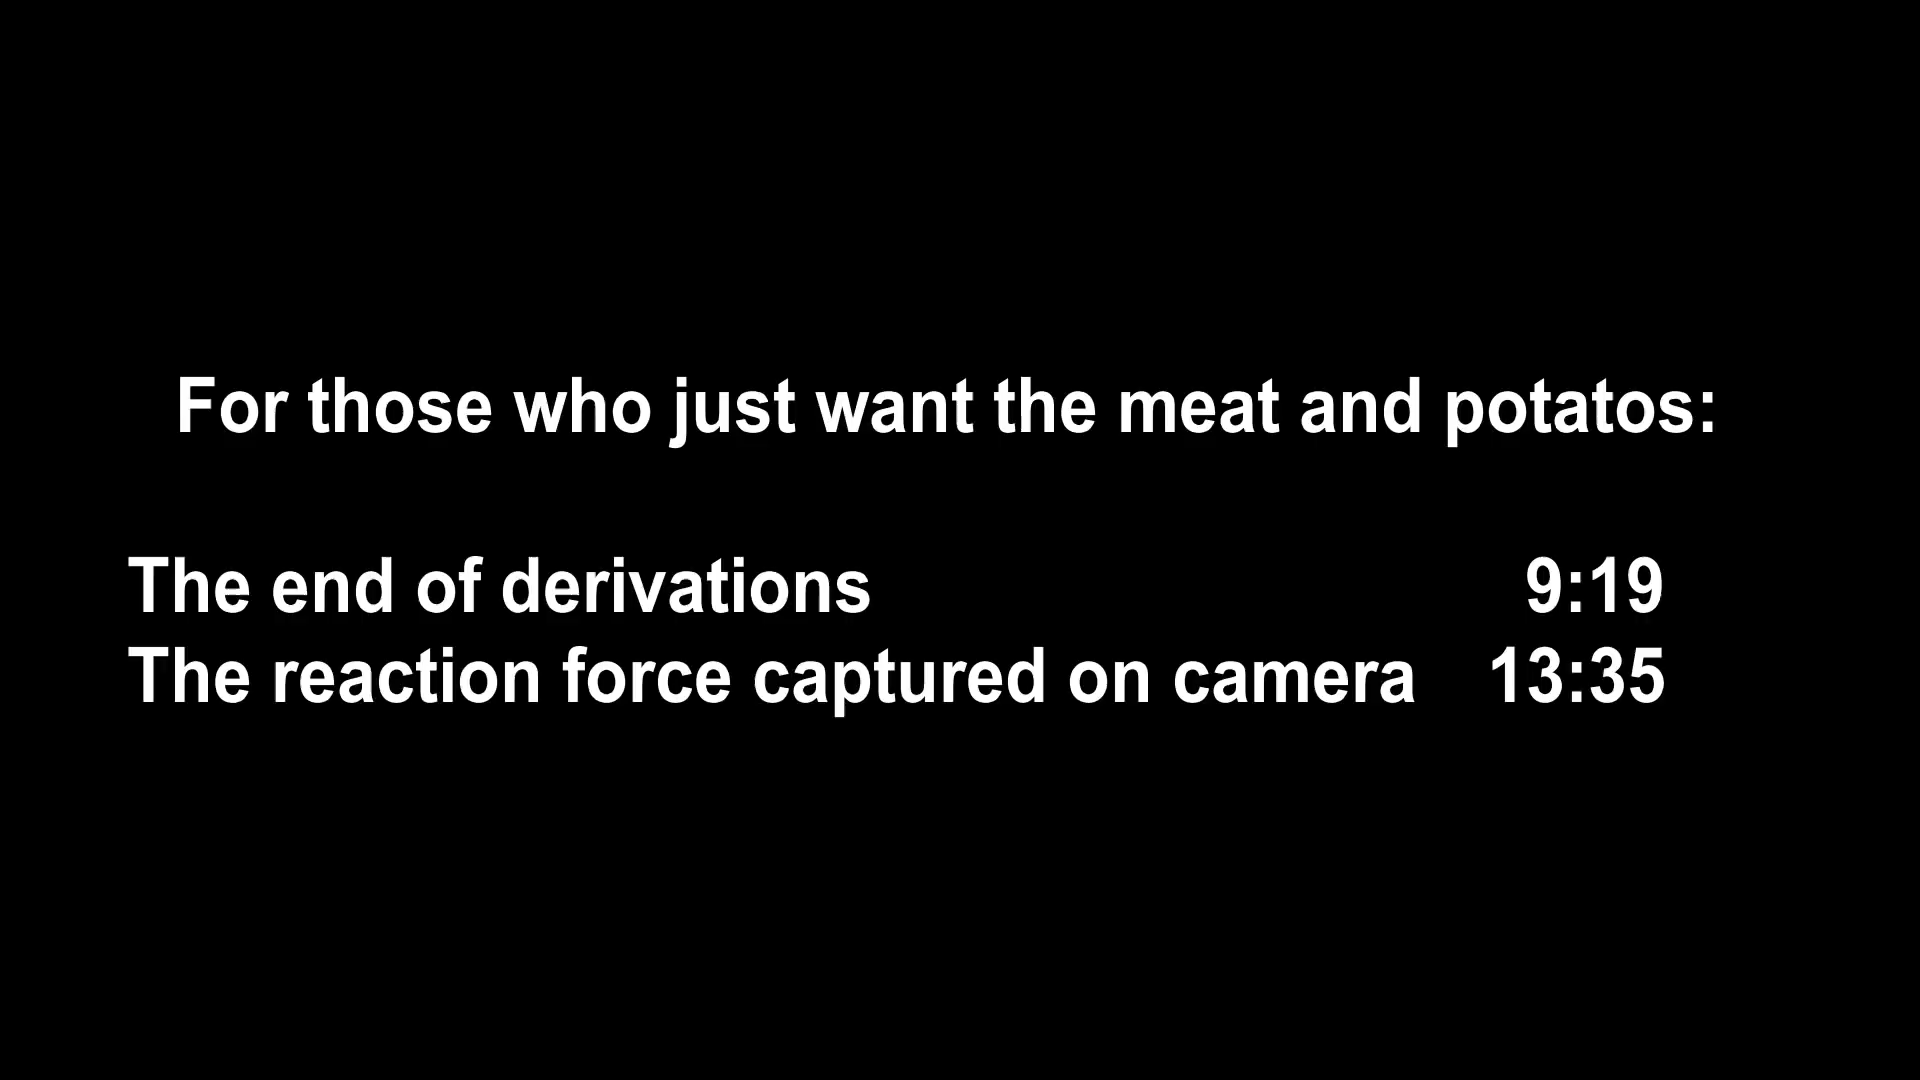 For those who just want the meat and potatos:
The end of derivations 9:19
The reaction force captured on camera 13:35